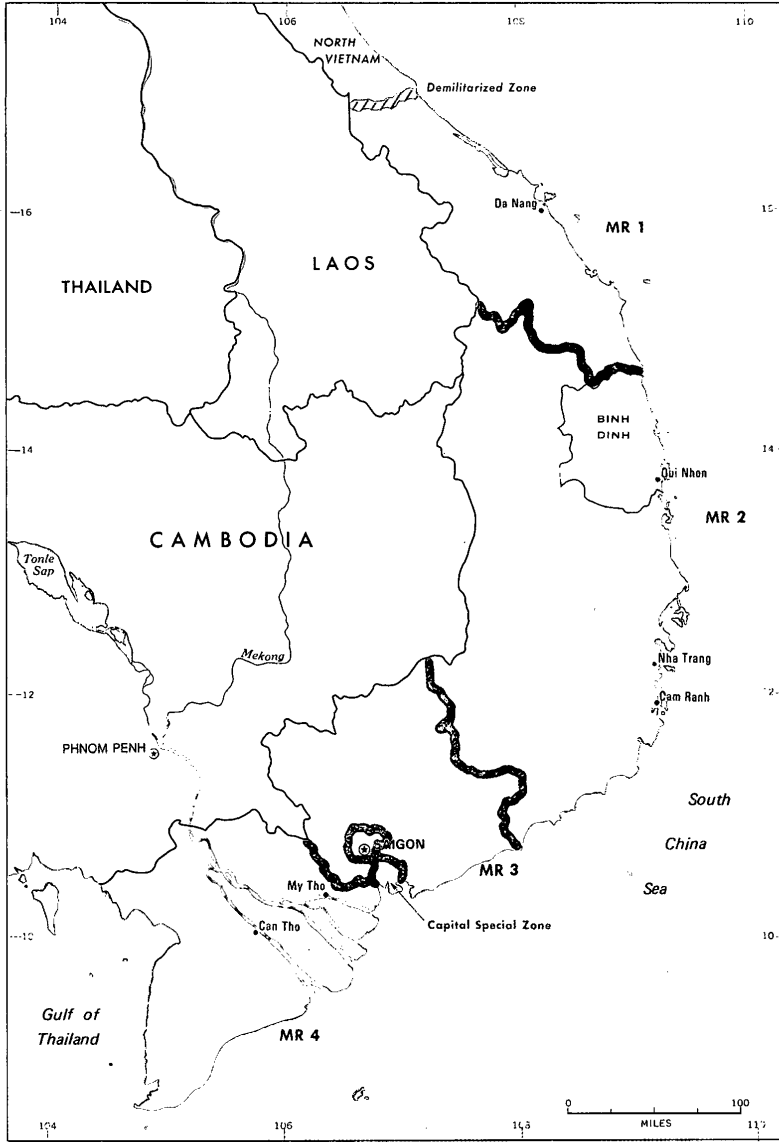 104
106
108
110
NORTH
VIETNAM
Demilitarized Zone
16
Da Nang
MR 1
LAOS
THAILAND
BINH
DINH
14
14
Qui Nhon
MR 2
CAMBODIA
Tonle
Sap
Mekong
Nha Trang
12
Cam Ranh
PHNOM PENH
South
China
Sea
SAIGON
MR 3
My Tho
Capital Special Zone
Can Tho
10
10
Gulf of
Thailand
MR 4
0
100
MILES
104
106